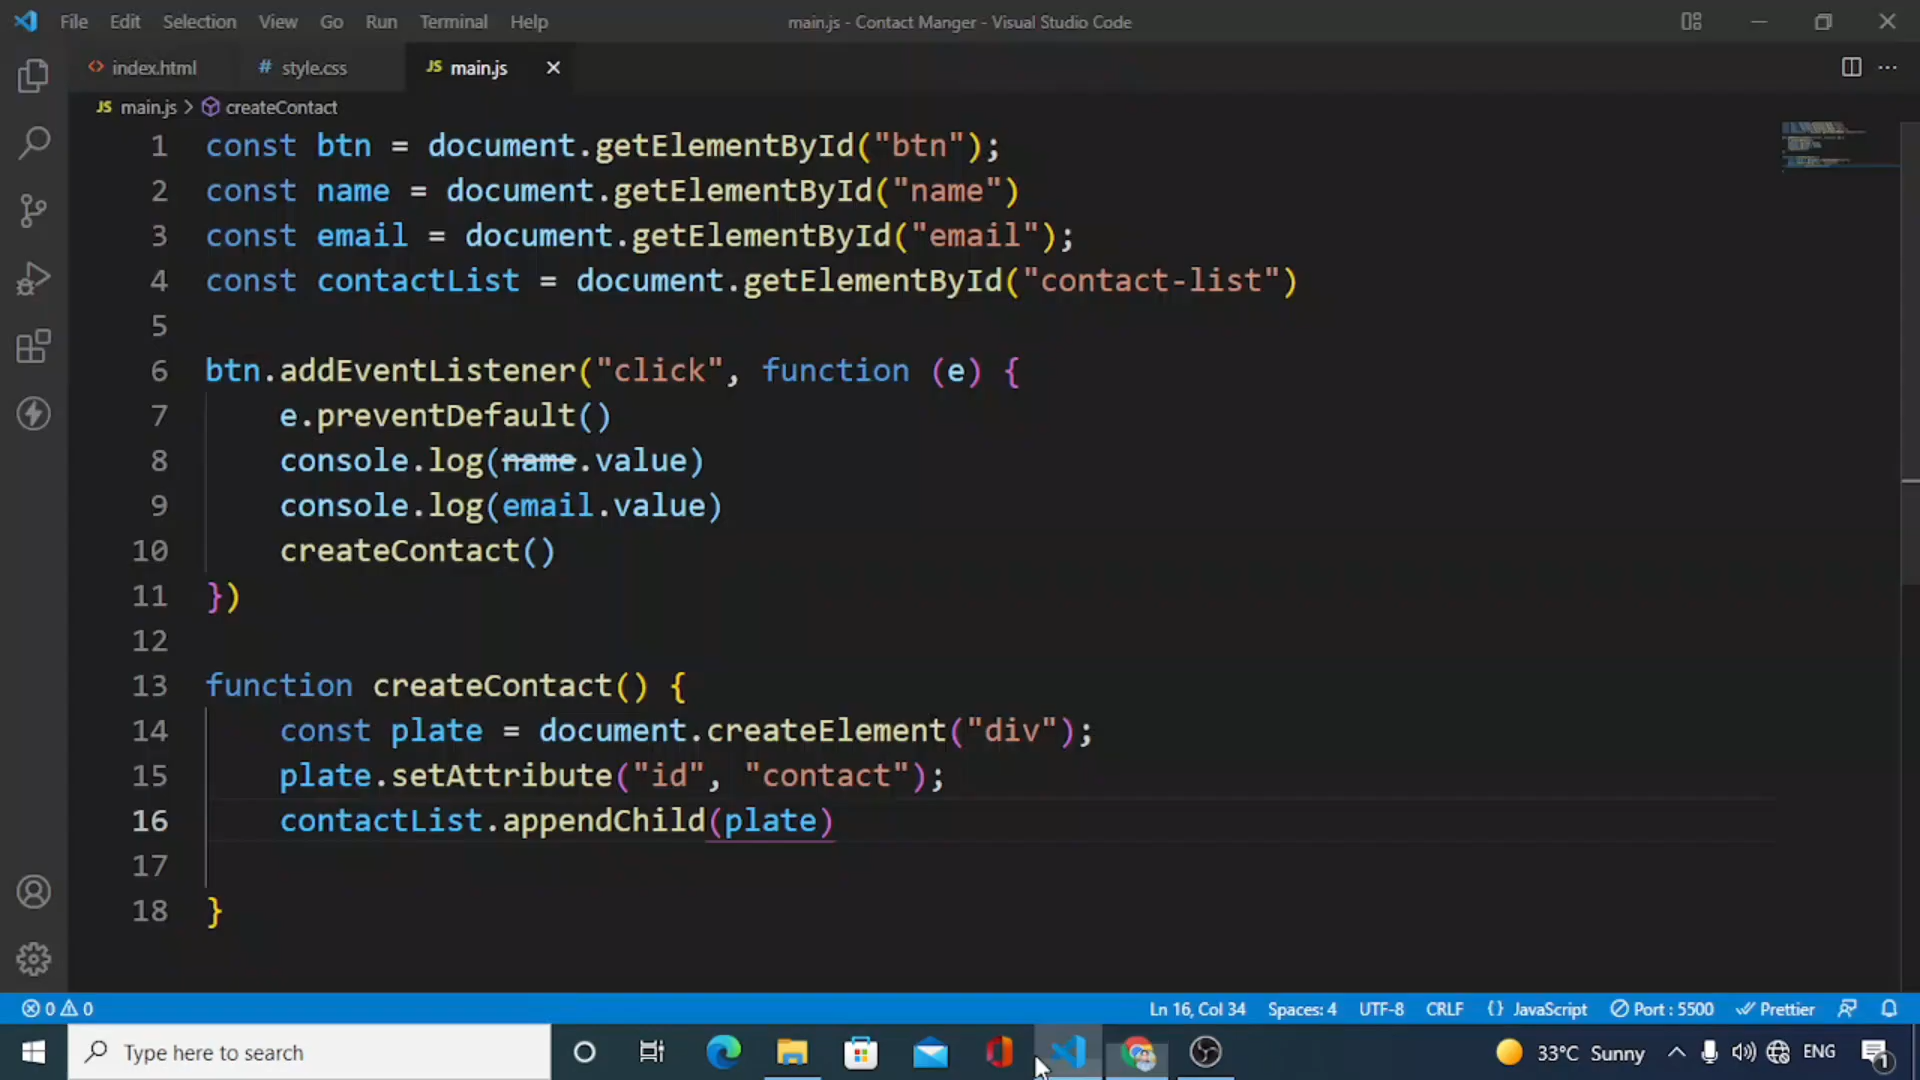 File Edit Selection View Go Run Terminal Help main.js - Contact Manger - Visual Studio Code
<> index.html # style.css JS main.js
JS main.js > createContact
1 const btn = document.getElementById("btn");
2 const name = document.getElementById("name")
3 const email = document.getElementById("email");
4 const contactList = document.getElementById("contact-list")
5
6 btn.addEventListener("click", function (e) {
7 e.preventDefault()
8 console.log(name.value)
9 console.log(email.value)
10 createContact()
11 })
12
13 function createContact() {
14 const plate = document.createElement("div");
15 plate.setAttribute("id", "contact");
16 contactList.appendChild(plate)
17
18 }
0 0 Ln 16, Col 34 Spaces: 4 UTF-8 CRLF {} JavaScript Port : 5500 Prettier
Type here to search 33°C Sunny ENG 1